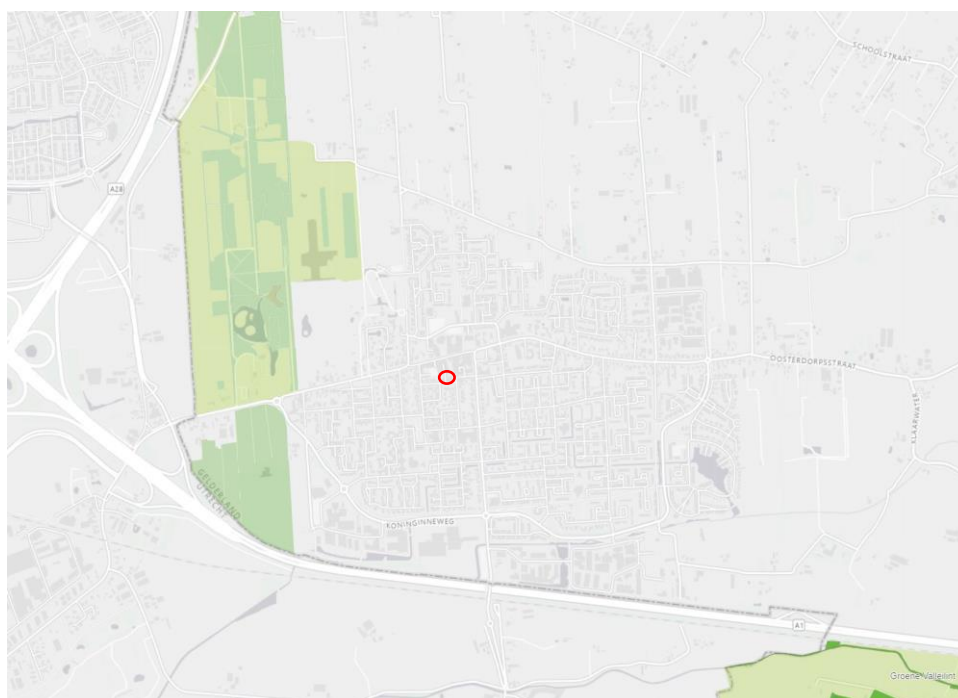 SCHOOLSTRAAT
A28
OOSTERDORPSSTRAAT
KLAARWATER
GELDERLAND
UTRECHT
KONINGINNEWEG
A1
Groene Valleilint